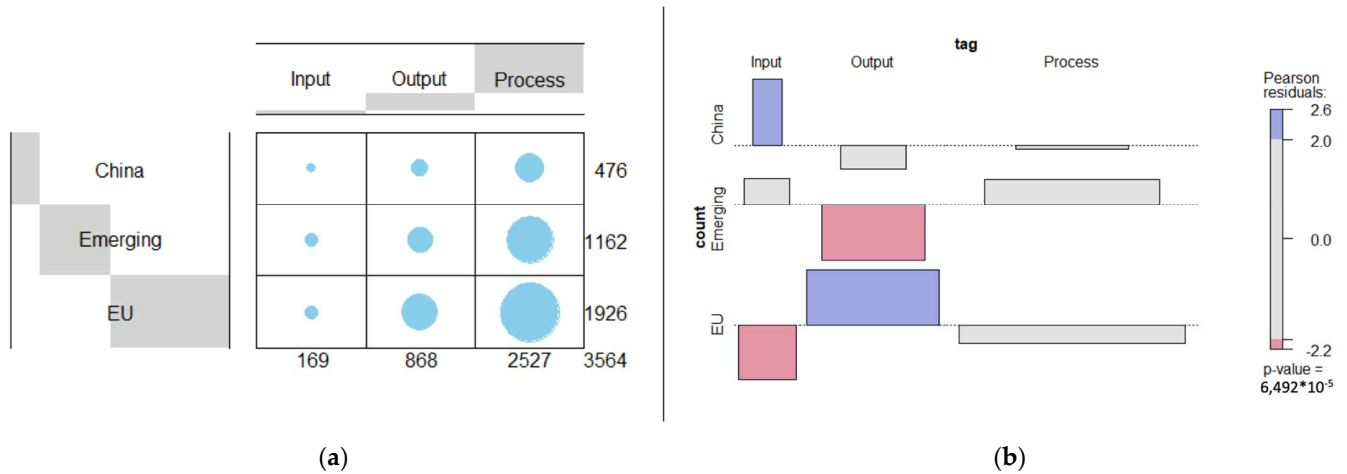 Input Output Process
China 476
Emerging 1162
EU 1926
169 868 2527 3564
(a)
tag
Input Output Process
count
China
Emerging
EU
Pearson
residuals:
2.6
2.0
0.0
-2.2
p-value =
6,492*10-5
(b)